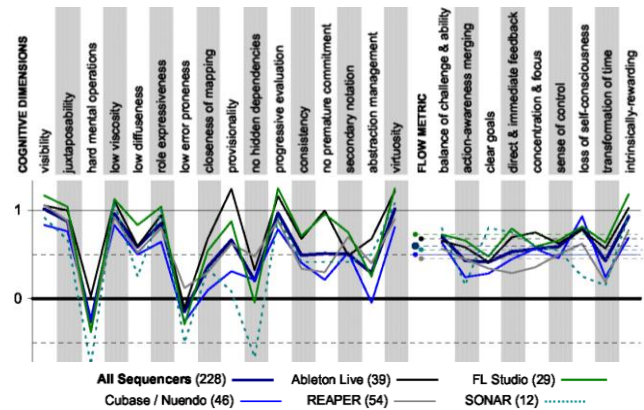 COGNITIVE DIMENSIONS
visibility
juxtaposability
hard mental operations
low viscosity
low diffuseness
role expressiveness
low error proneness
closeness of mapping
provisionality
no hidden dependencies
progressive evaluation
consistency
no premature commitment
secondary notation
abstraction management
virtuosity
FLOW METRIC
balance of challenge & ability
action-awareness merging
clear goals
direct & immediate feedback
concentration & focus
sense of control
loss of self-consciousness
transformation of time
intrinsically-rewarding
1
0
All Sequencers (228)
Ableton Live (39)
FL Studio (29)
Cubase / Nuendo (46)
REAPER (54)
SONAR (12)